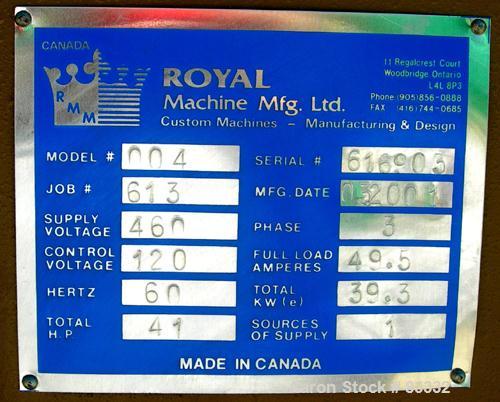 CANADA
RMM
ROYAL
Machine Mfg. Ltd.
Custom Machines - Manufacturing & Design
11 Regalcrest Court
Woodbridge Ontario
L4L 8P3
Phone (905) 856-0888
FAX (416) 744-0685
MODEL # 004
SERIAL # 616903
JOB # 613
MFG. DATE 032001
SUPPLY VOLTAGE 460
PHASE 3
CONTROL VOLTAGE 120
FULL LOAD AMPERES 49.5
HERTZ 60
TOTAL KW(e) 39.3
TOTAL H.P. 41
SOURCES OF SUPPLY 1
MADE IN CANADA
Stock #